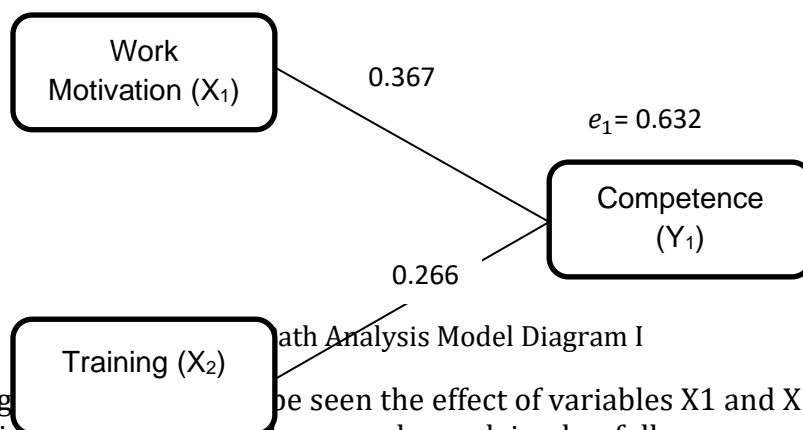 Work
Motivation (X₁)
0.367
e₁= 0.632
Competence
(Y₁)
0.266
Training (X₂)
ath Analysis Model Diagram I
be seen the effect of variables X1 and X